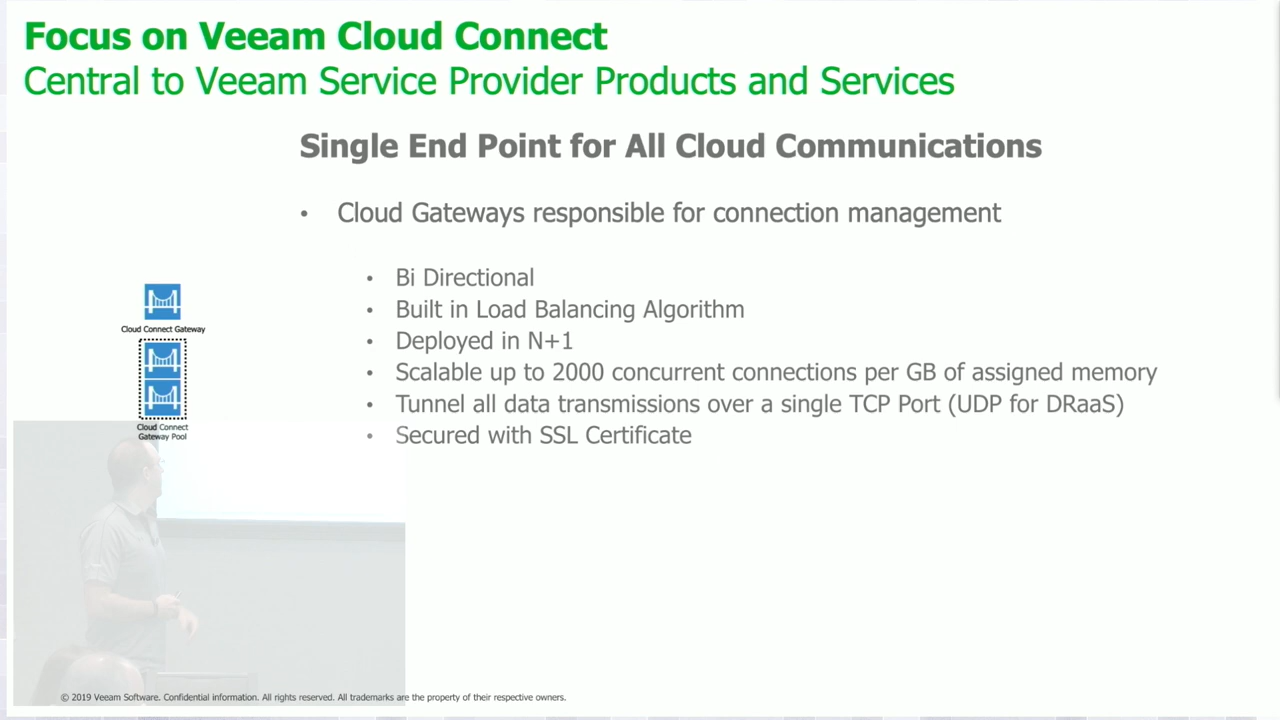 Focus on Veeam Cloud Connect
Central to Veeam Service Provider Products and Services
Single End Point for All Cloud Communications
• Cloud Gateways responsible for connection management
• Bi Directional
• Built in Load Balancing Algorithm
• Deployed in N+1
• Scalable up to 2000 concurrent connections per GB of assigned memory
• Tunnel all data transmissions over a single TCP Port (UDP for DRaaS)
• Secured with SSL Certificate
Cloud Connect Gateway
Cloud Connect
Gateway Pool
© 2019 Veeam Software. Confidential information. All rights reserved. All trademarks are the property of their respective owners.